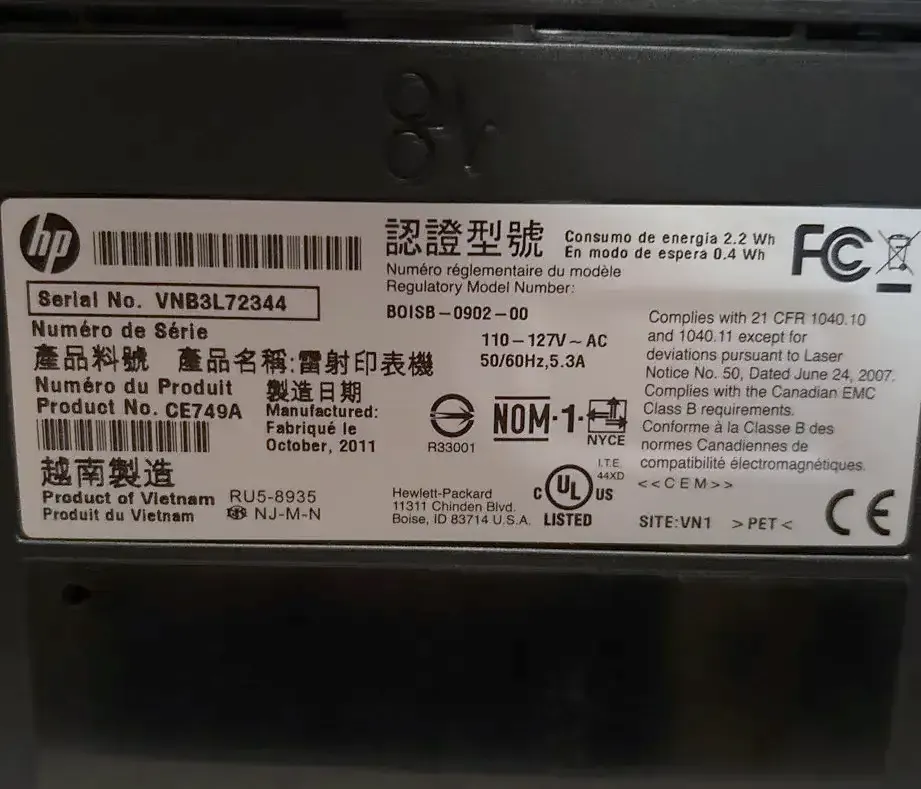 hp
Serial No. VNB3L72344
Numéro de Série
產品料號 產品名稱:雷射印表機
Numéro du Produit
Product No. CE749A
製造日期
Manufactured:
Fabriqué le
October, 2011
越南製造
Product of Vietnam
Produit du Vietnam
RU5-8935
NJ-M-N
認證型號
Consumo de energía 2.2 Wh
En modo de espera 0.4 Wh
Numéro réglementaire du modèle
Regulatory Model Number:
BOISB-0902-00
110-127V~AC
50/60Hz,5.3A
R33001
NOM-1-
NYCE
Hewlett-Packard
11311 Chinden Blvd.
Boise, ID 83714 U.S.A.
C UL US
LISTED
I.T.E.
44XD
FC
Complies with 21 CFR 1040.10
and 1040.11 except for
deviations pursuant to Laser
Notice No. 50, Dated June 24, 2007.
Complies with the Canadian EMC
Class B requirements.
Conforme à la Classe B des
normes Canadiennes de
compatibilité électromagnétiques.
<<CEM>>
SITE:VN1 >PET<
CE